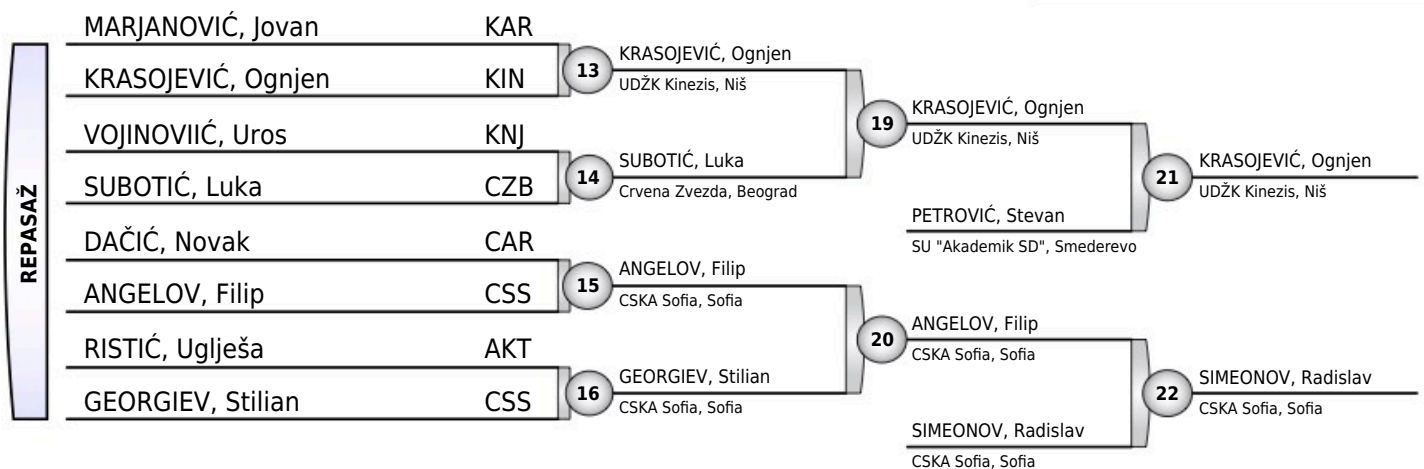 REPASAŽ
MARJANOVIĆ, Jovan KAR
KRASOJEVIĆ, Ognjen KIN
VOJINOVIIĆ, Uros KNJ
SUBOTIĆ, Luka CZB
DAČIĆ, Novak CAR
ANGELOV, Filip CSS
RISTIĆ, Uglješa AKT
GEORGIEV, Stilian CSS
13
KRASOJEVIĆ, Ognjen
UDŽK Kinezis, Niš
14
SUBOTIĆ, Luka
Crvena Zvezda, Beograd
15
ANGELOV, Filip
CSKA Sofia, Sofia
16
GEORGIEV, Stilian
CSKA Sofia, Sofia
19
KRASOJEVIĆ, Ognjen
UDŽK Kinezis, Niš
PETROVIĆ, Stevan
SU "Akademik SD", Smederevo
20
ANGELOV, Filip
CSKA Sofia, Sofia
SIMEONOV, Radislav
CSKA Sofia, Sofia
21
KRASOJEVIĆ, Ognjen
UDŽK Kinezis, Niš
22
SIMEONOV, Radislav
CSKA Sofia, Sofia